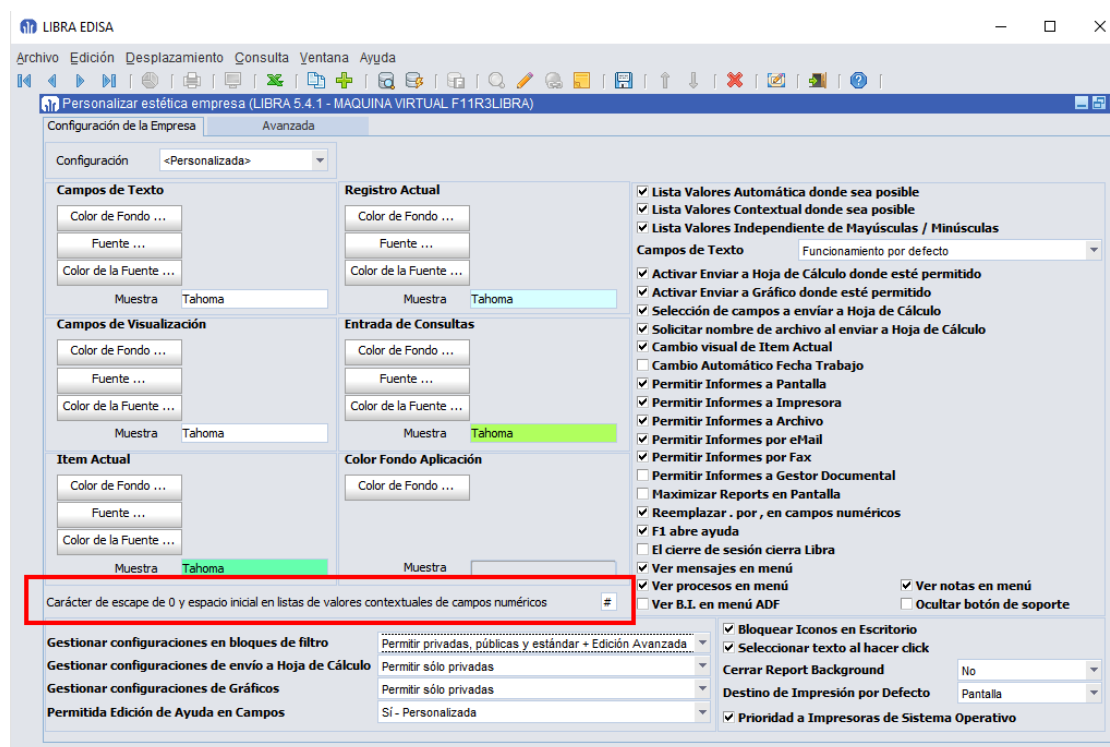 LIBRA EDISA
Archivo Edición Desplazamiento Consulta Ventana Ayuda
Personalizar estética empresa (LIBRA 5.4.1 - MAQUINA VIRTUAL F11R3LIBRA)
Configuración de la Empresa Avanzada
Configuración <Personalizada>
Campos de Texto
Color de Fondo ...
Fuente ...
Color de la Fuente ...
Muestra Tahoma
Registro Actual
Color de Fondo ...
Fuente ...
Color de la Fuente ...
Muestra Tahoma
Campos de Visualización
Color de Fondo ...
Fuente ...
Color de la Fuente ...
Muestra Tahoma
Entrada de Consultas
Color de Fondo ...
Fuente ...
Color de la Fuente ...
Muestra Tahoma
Item Actual
Color de Fondo ...
Fuente ...
Color de la Fuente ...
Muestra Tahoma
Color Fondo Aplicación
Color de Fondo ...
Muestra
Lista Valores Automática donde sea posible
Lista Valores Contextual donde sea posible
Lista Valores Independiente de Mayúsculas / Minúsculas
Campos de Texto Funcionamiento por defecto
Activar Enviar a Hoja de Cálculo donde esté permitido
Activar Enviar a Gráfico donde esté permitido
Selección de campos a envíar a Hoja de Cálculo
Solicitar nombre de archivo al enviar a Hoja de Cálculo
Cambio visual de Item Actual
Cambio Automático Fecha Trabajo
Permitir Informes a Pantalla
Permitir Informes a Impresora
Permitir Informes a Archivo
Permitir Informes por eMail
Permitir Informes por Fax
Permitir Informes a Gestor Documental
Maximizar Reports en Pantalla
Reemplazar . por , en campos numéricos
F1 abre ayuda
El cierre de sesión cierra Libra
Ver mensajes en menú
Ver procesos en menú Ver notas en menú
Ver B.I. en menú ADF Ocultar botón de soporte
Carácter de escape de 0 y espacio inicial en listas de valores contextuales de campos numéricos #
Gestionar configuraciones en bloques de filtro Permitir privadas, públicas y estándar + Edición Avanzada
Gestionar configuraciones de envío a Hoja de Cálculo Permitir sólo privadas
Gestionar configuraciones de Gráficos Permitir sólo privadas
Permitida Edición de Ayuda en Campos Sí - Personalizada
Bloquear Iconos en Escritorio
Seleccionar texto al hacer click
Cerrar Report Background No
Destino de Impresión por Defecto Pantalla
Prioridad a Impresoras de Sistema Operativo